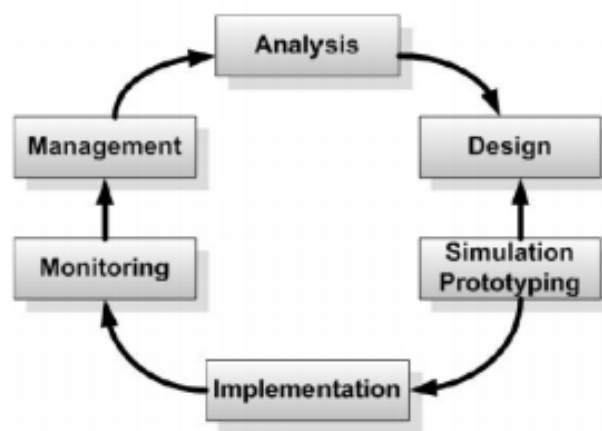 Analysis
Management
Design
Monitoring
Simulation
Prototyping
Implementation